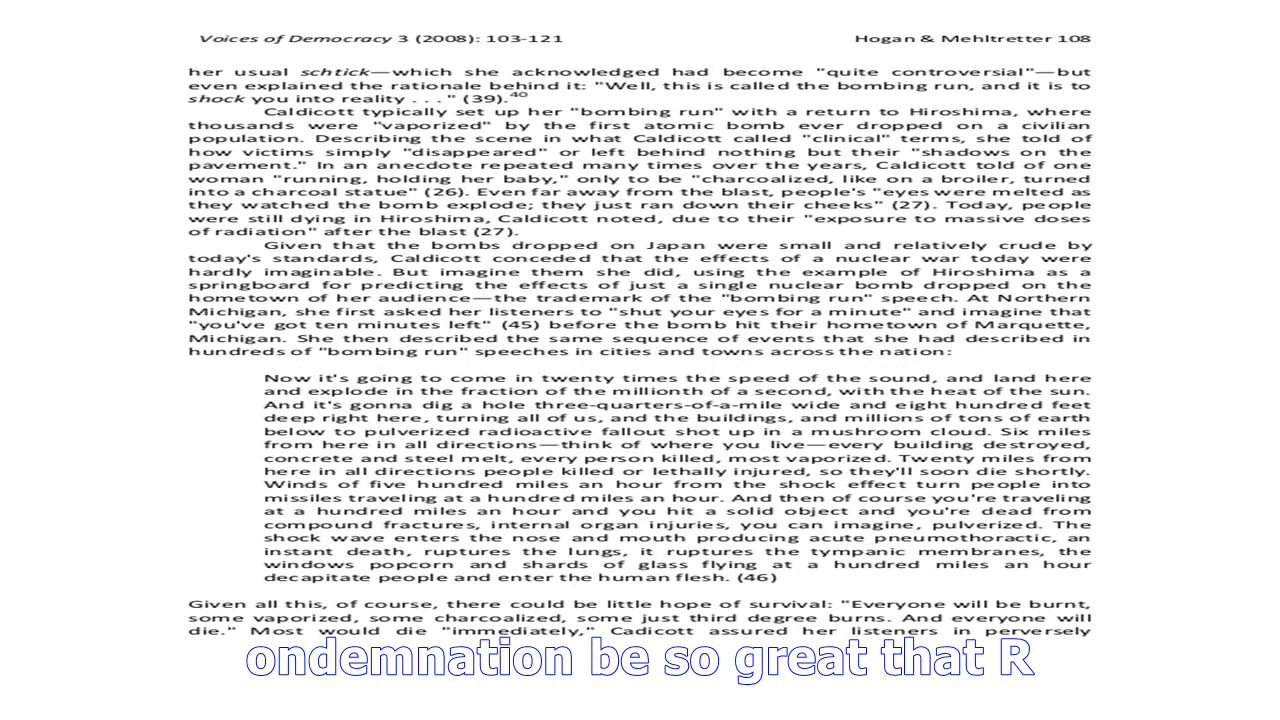 Voices of Democracy 3 (2008): 103-121 Hogan & Mehltretter 108
her usual schtick—which she acknowledged had become "quite controversial"—but
even explained the rationale behind it: "Well, this is called the bombing run, and it is to
shock you into reality . . . " (39).40
Caldicott typically set up her "bombing run" with a return to Hiroshima, where
thousands were "vaporized" by the first atomic bomb ever dropped on a civilian
population. Describing the scene in what Caldicott called "clinical" terms, she told of
how victims simply "disappeared" or left behind nothing but their "shadows on the
pavement." In an anecdote repeated many times over the years, Caldicott told of one
woman "running, holding her baby," only to be "charcoalized, like on a broiler, turned
into a charcoal statue" (26). Even far away from the blast, people's "eyes were melted as
they watched the bomb explode; they just ran down their cheeks" (27). Today, people
were still dying in Hiroshima, Caldicott noted, due to their "exposure to massive doses
of radiation" after the blast (27).
Given that the bombs dropped on Japan were small and relatively crude by
today's standards, Caldicott conceded that the effects of a nuclear war today were
hardly imaginable. But imagine them she did, using the example of Hiroshima as a
springboard for predicting the effects of just a single nuclear bomb dropped on the
hometown of her audience—the trademark of the "bombing run" speech. At Northern
Michigan, she first asked her listeners to "shut your eyes for a minute" and imagine that
"you've got ten minutes left" (45) before the bomb hit their hometown of Marquette,
Michigan. She then described the same sequence of events that she had described in
hundreds of "bombing run" speeches in cities and towns across the nation:
Now it's going to come in twenty times the speed of the sound, and land here
and explode in the fraction of the millionth of a second, with the heat of the sun.
And it's gonna dig a hole three-quarters-of-a-mile wide and eight hundred feet
deep right here, turning all of us, and the buildings, and millions of tons of earth
below to pulverized radioactive fallout shot up in a mushroom cloud. Six miles
from here in all directions—think of where you live—every building destroyed,
concrete and steel melt, every person killed, most vaporized. Twenty miles from
here in all directions people killed or lethally injured, so they'll soon die shortly.
Winds of five hundred miles an hour from the shock effect turn people into
missiles traveling at a hundred miles an hour. And then of course you're traveling
at a hundred miles an hour and you hit a solid object and you're dead from
compound fractures, internal organ injuries, you can imagine, pulverized. The
shock wave enters the nose and mouth producing acute pneumothoractic, an
instant death, ruptures the lungs, it ruptures the tympanic membranes, the
windows popcorn and shards of glass flying at a hundred miles an hour
decapitate people and enter the human flesh. (46)
Given all this, of course, there could be little hope of survival: "Everyone will be burnt,
some vaporized, some charcoalized, some just third degree burns. And everyone will
die." Most would die "immediately," Cadicott assured her listeners in perversely
ondemnation be so great that R